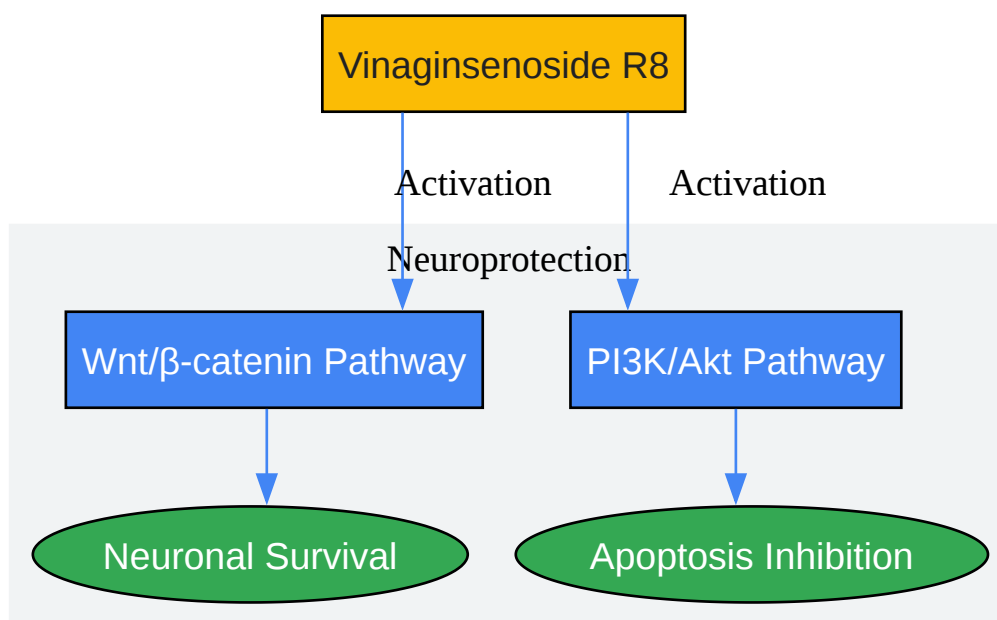 Vinaginsenoside R8
Activation Activation
Neuroprotection
Wnt/β-catenin Pathway PI3K/Akt Pathway
Neuronal Survival Apoptosis Inhibition